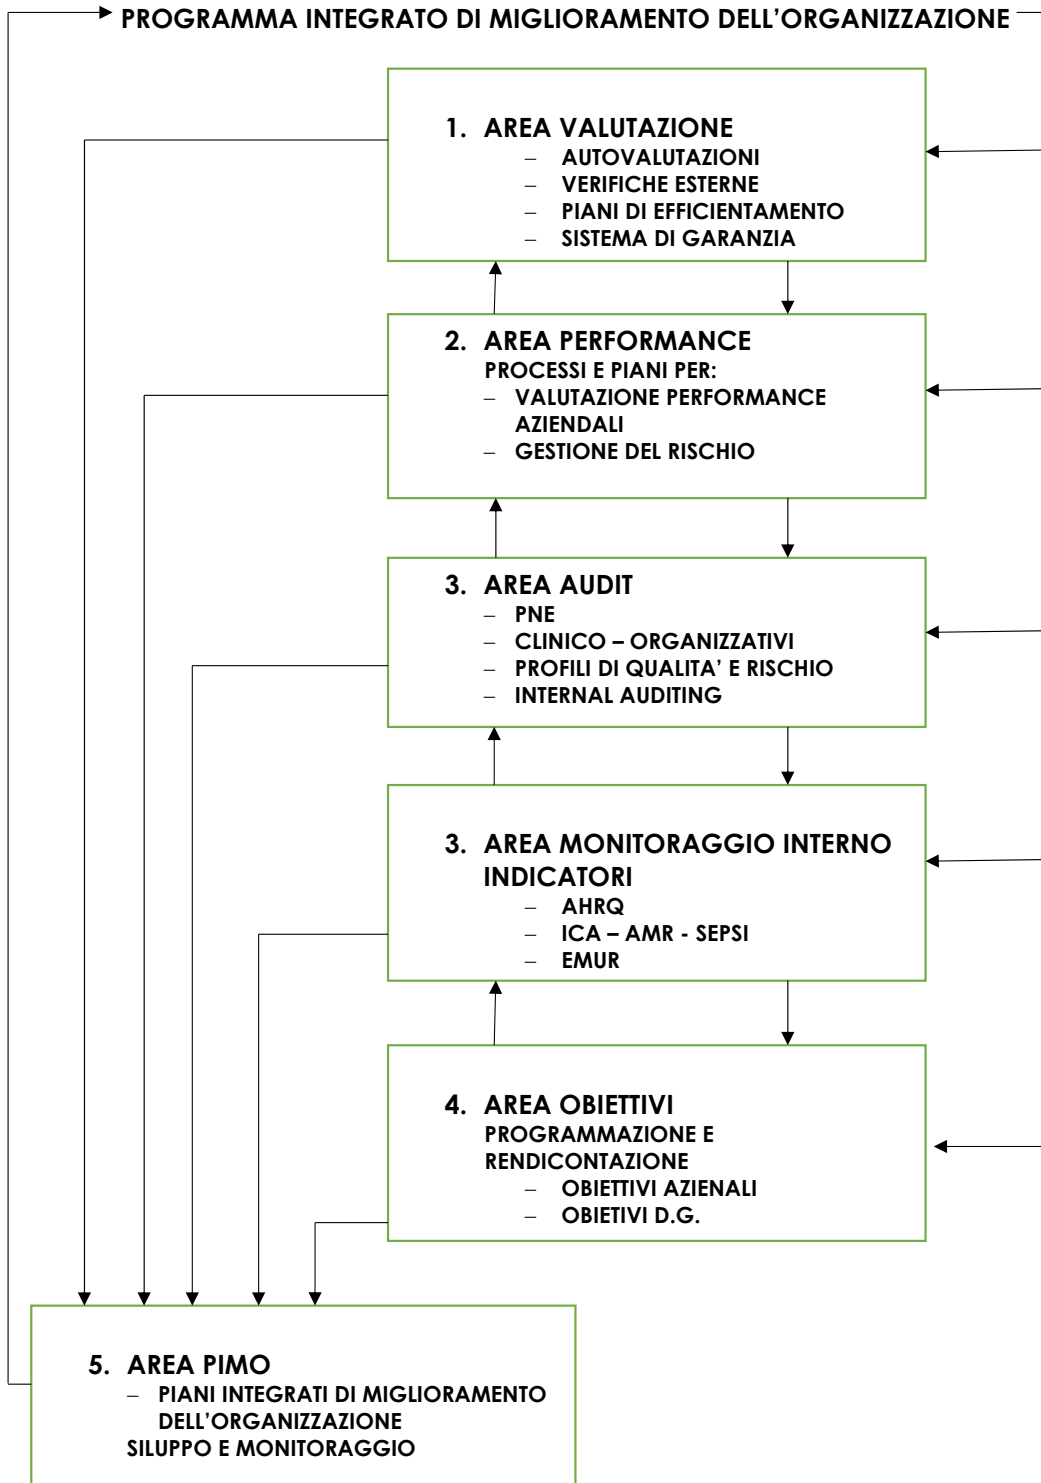 PROGRAMMA INTEGRATO DI MIGLIORAMENTO DELL’ORGANIZZAZIONE
1. AREA VALUTAZIONE
– AUTOVALUTAZIONI
– VERIFICHE ESTERNE
– PIANI DI EFFICIENTAMENTO
– SISTEMA DI GARANZIA
2. AREA PERFORMANCE
PROCESSI E PIANI PER:
– VALUTAZIONE PERFORMANCE
AZIENDALI
– GESTIONE DEL RISCHIO
3. AREA AUDIT
– PNE
– CLINICO – ORGANIZZATIVI
– PROFILI DI QUALITA’ E RISCHIO
– INTERNAL AUDITING
3. AREA MONITORAGGIO INTERNO
INDICATORI
– AHRQ
– ICA – AMR - SEPSI
– EMUR
4. AREA OBIETTIVI
PROGRAMMAZIONE E
RENDICONTAZIONE
– OBIETTIVI AZIENALI
– OBIETIVI D.G.
5. AREA PIMO
– PIANI INTEGRATI DI MIGLIORAMENTO
DELL’ORGANIZZAZIONE
SILUPPO E MONITORAGGIO